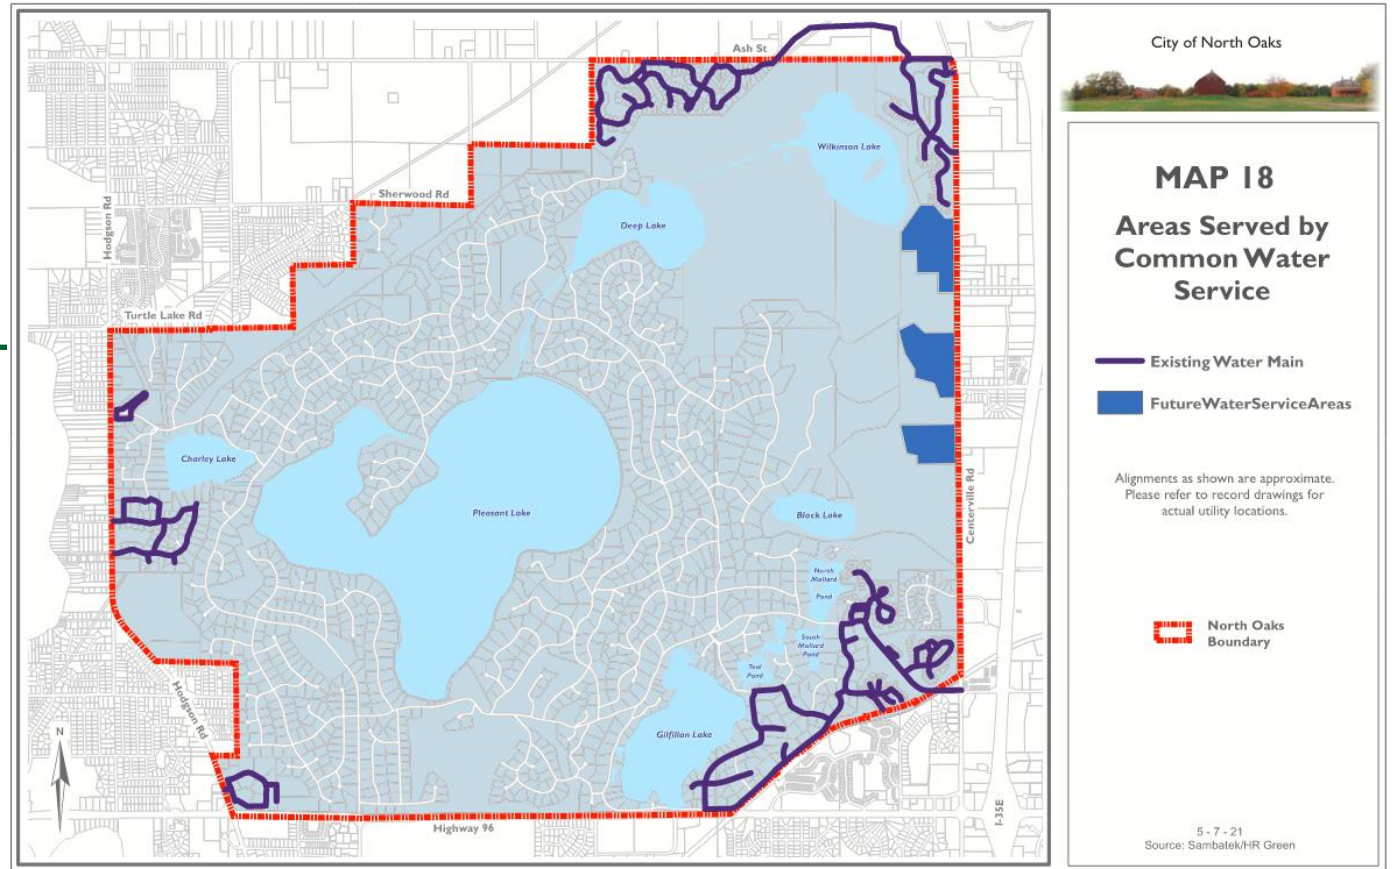 Ash St
Wilkinson Lake
Sherwood Rd
Hodgson Rd
Deep Lake
Turtle Lake Rd
Charley Lake
Pleasant Lake
Black Lake
Centerville Rd
North
Mallard
Pond
South
Mallard
Pond
Teal
Pond
Hodgson Rd
Gilfillan Lake
N
I-35E
Highway 96
City of North Oaks
MAP 18
Areas Served by
Common Water
Service
Existing Water Main
FutureWaterServiceAreas
Alignments as shown are approximate.
Please refer to record drawings for
actual utility locations.
North Oaks
Boundary
5 - 7 - 21
Source: Sambatek/HR Green